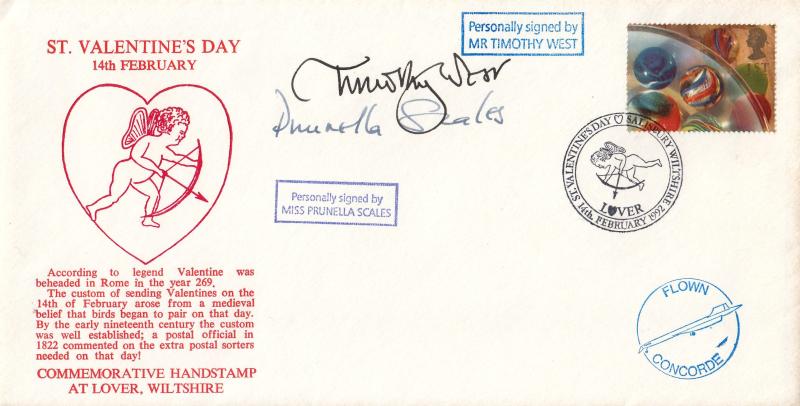 ST. VALENTINE'S DAY
14th FEBRUARY
According to legend Valentine was
beheaded in Rome in the year 269.
The custom of sending Valentines on the
14th of February arose from a medieval
belief that birds began to pair on that day.
By the early nineteenth century the custom
was well established; a postal official in
1822 commented on the extra postal sorters
needed on that day!
COMMEMORATIVE HANDSTAMP
AT LOVER, WILTSHIRE
Personally signed by
MR TIMOTHY WEST
Timothy West
Prunella Scales
Personally signed by
MISS PRUNELLA SCALES
1ST
ST. VALENTINE'S DAY ♡ SALISBURY WILTSHIRE
14th. FEBRUARY 1992
L♥VER
FLOWN
CONCORDE